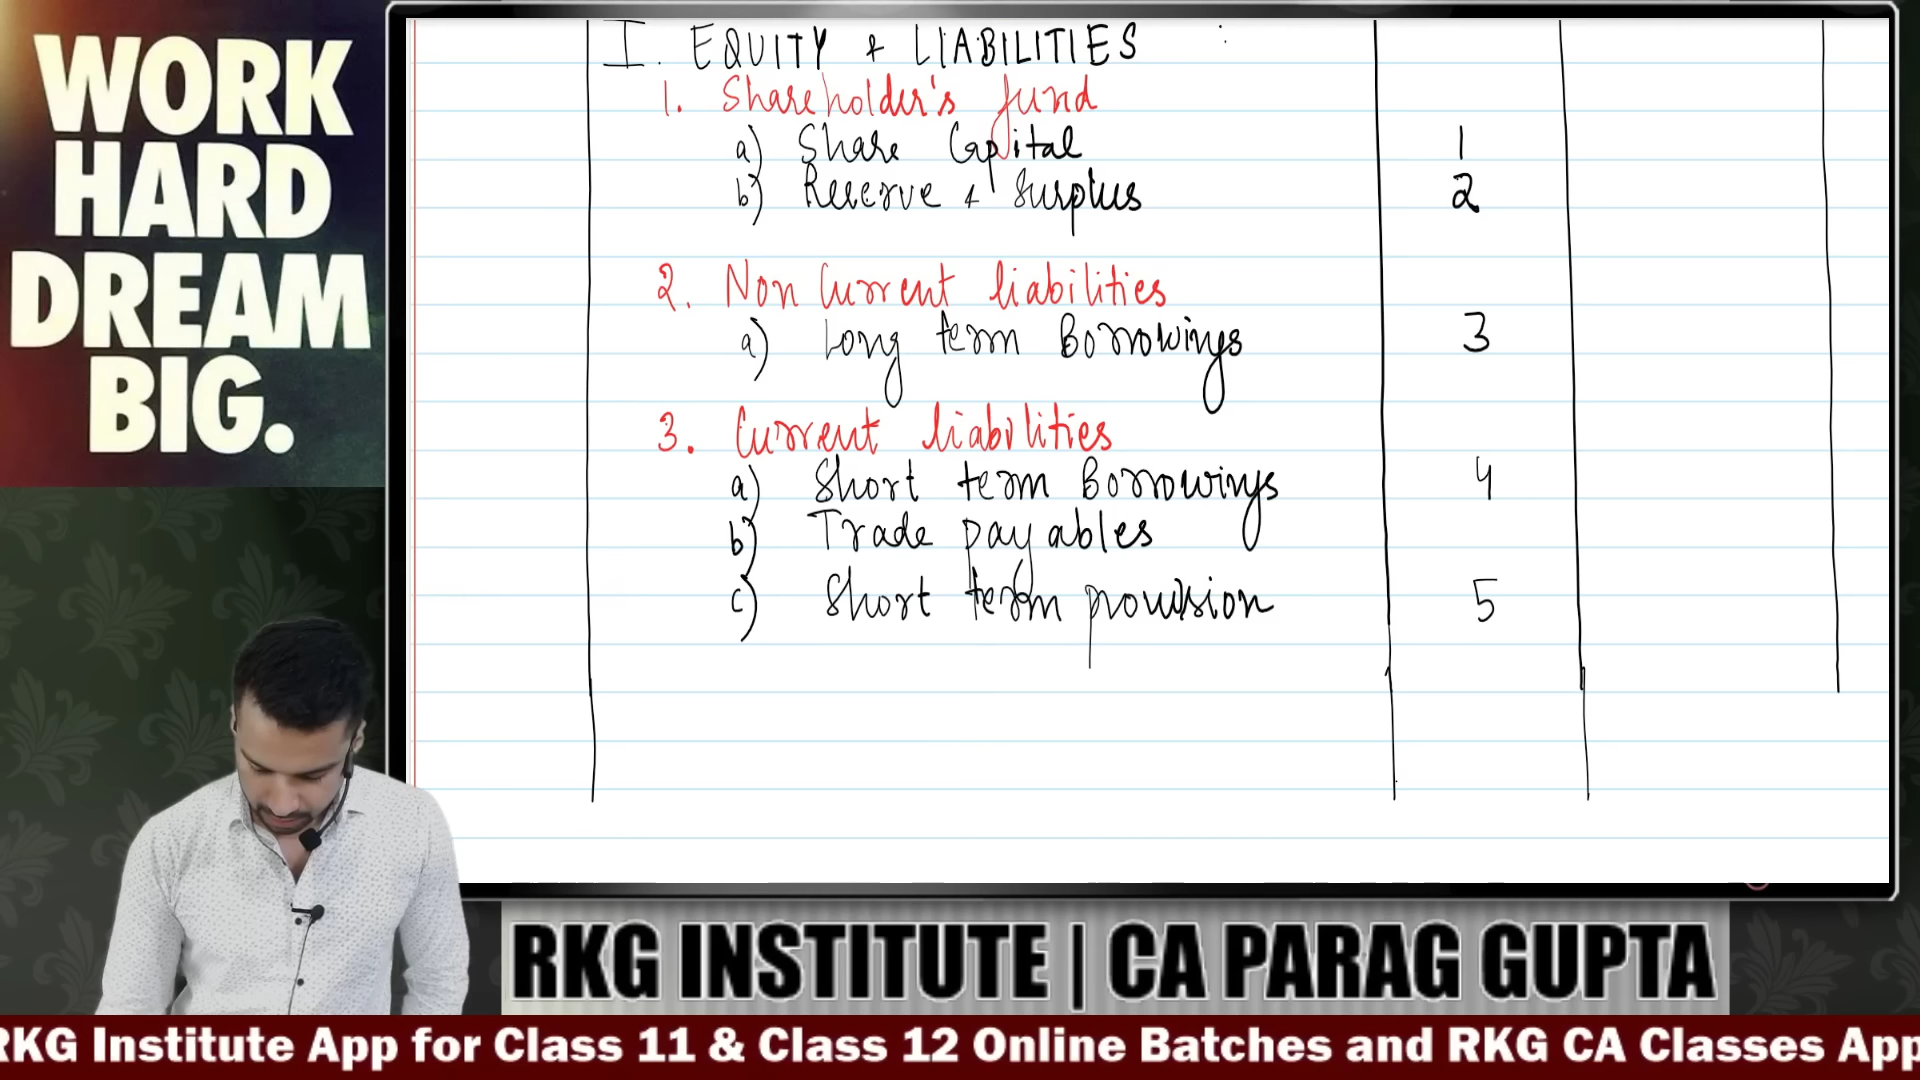 WORK
HARD
DREAM
BIG.
I. EQUITY & LIABILITIES :
1. Shareholder's fund
a) Share Capital 1
b) Reserve & Surplus 2
2. Non Current liabilities
a) Long term Borrowings 3
3. Current liabilities
a) Short term Borrowings 4
b) Trade payables
c) Short term provision 5
RKG INSTITUTE | CA PARAG GUPTA
RKG Institute App for Class 11 & Class 12 Online Batches and RKG CA Classes App